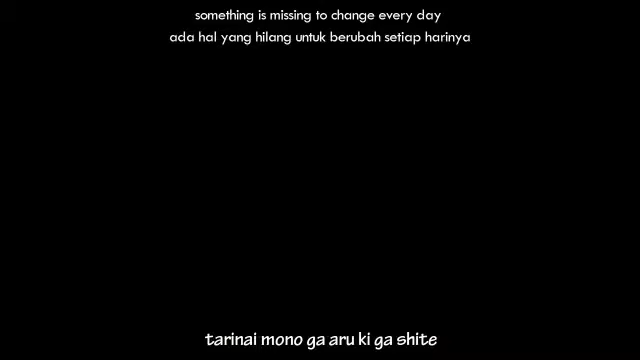 something is missing to change every day
ada hal yang hilang untuk berubah setiap harinya
tarinai mono ga aru ki ga shite